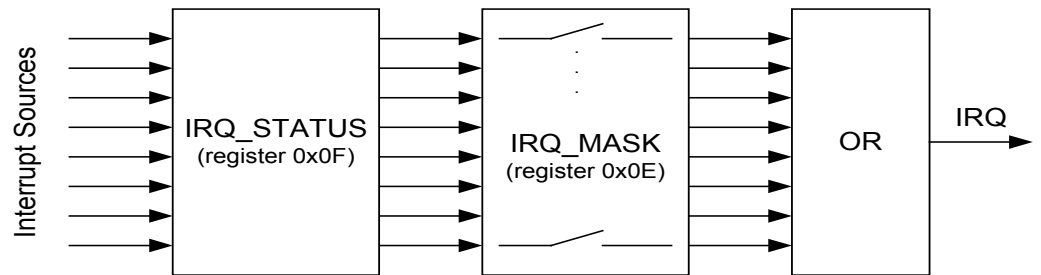 Interrupt Sources
IRQ_STATUS
(register 0x0F)
IRQ_MASK
(register 0x0E)
OR
IRQ